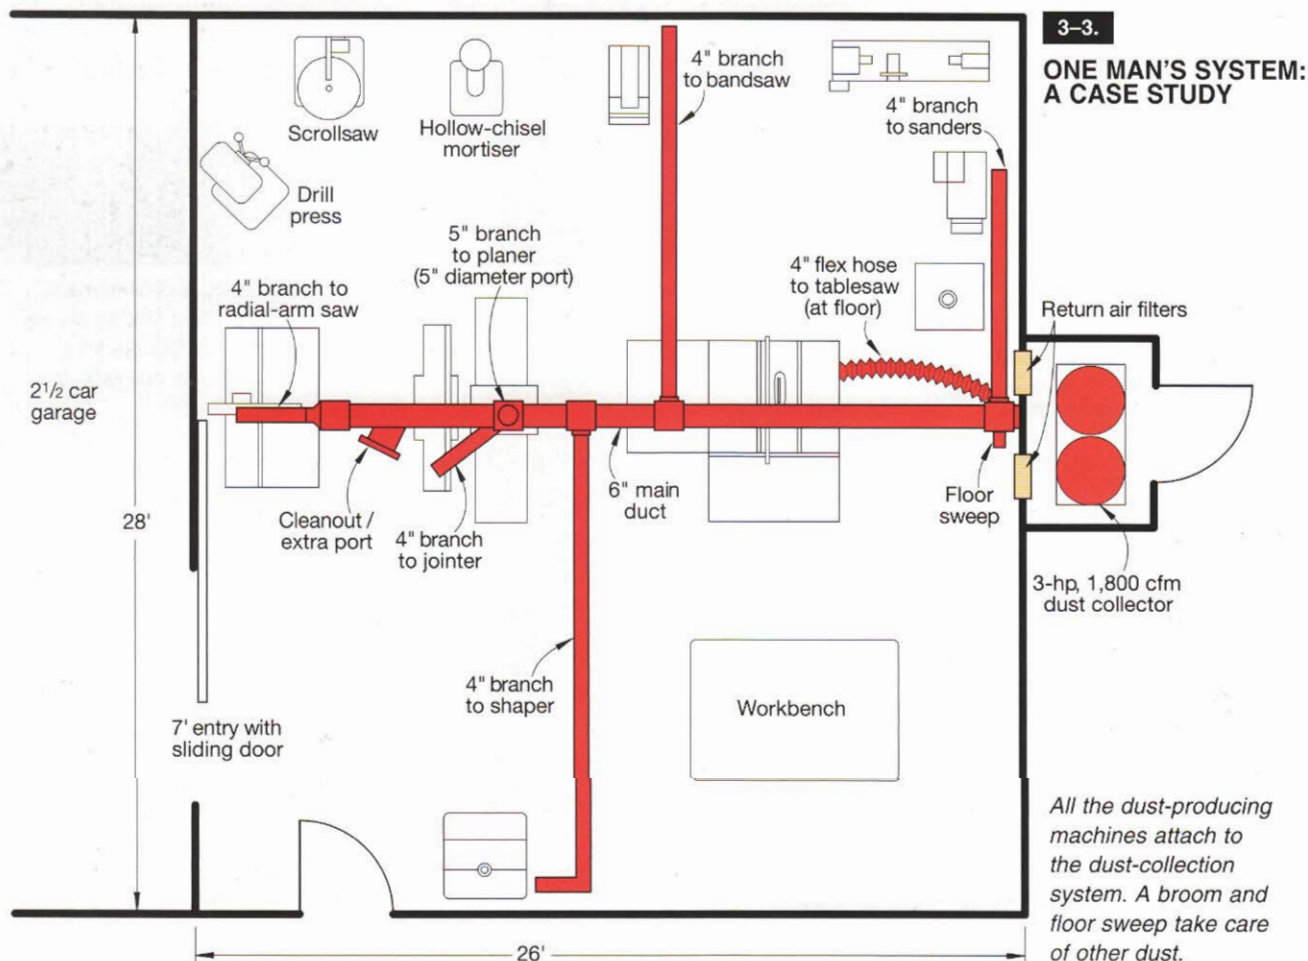 3–3.
ONE MAN'S SYSTEM:
A CASE STUDY
4" branch
to bandsaw
4" branch
to sanders
Scrollsaw
Hollow-chisel
mortiser
Drill
press
5" branch
to planer
(5" diameter port)
4" flex hose
to tablesaw
(at floor)
4" branch to
radial-arm saw
Return air filters
2 1/2 car
garage
28'
Cleanout /
extra port
4" branch
to jointer
6" main
duct
Floor
sweep
3-hp, 1,800 cfm
dust collector
4" branch
to shaper
Workbench
7' entry with
sliding door
All the dust-producing
machines attach to
the dust-collection
system. A broom and
floor sweep take care
of other dust.
26'